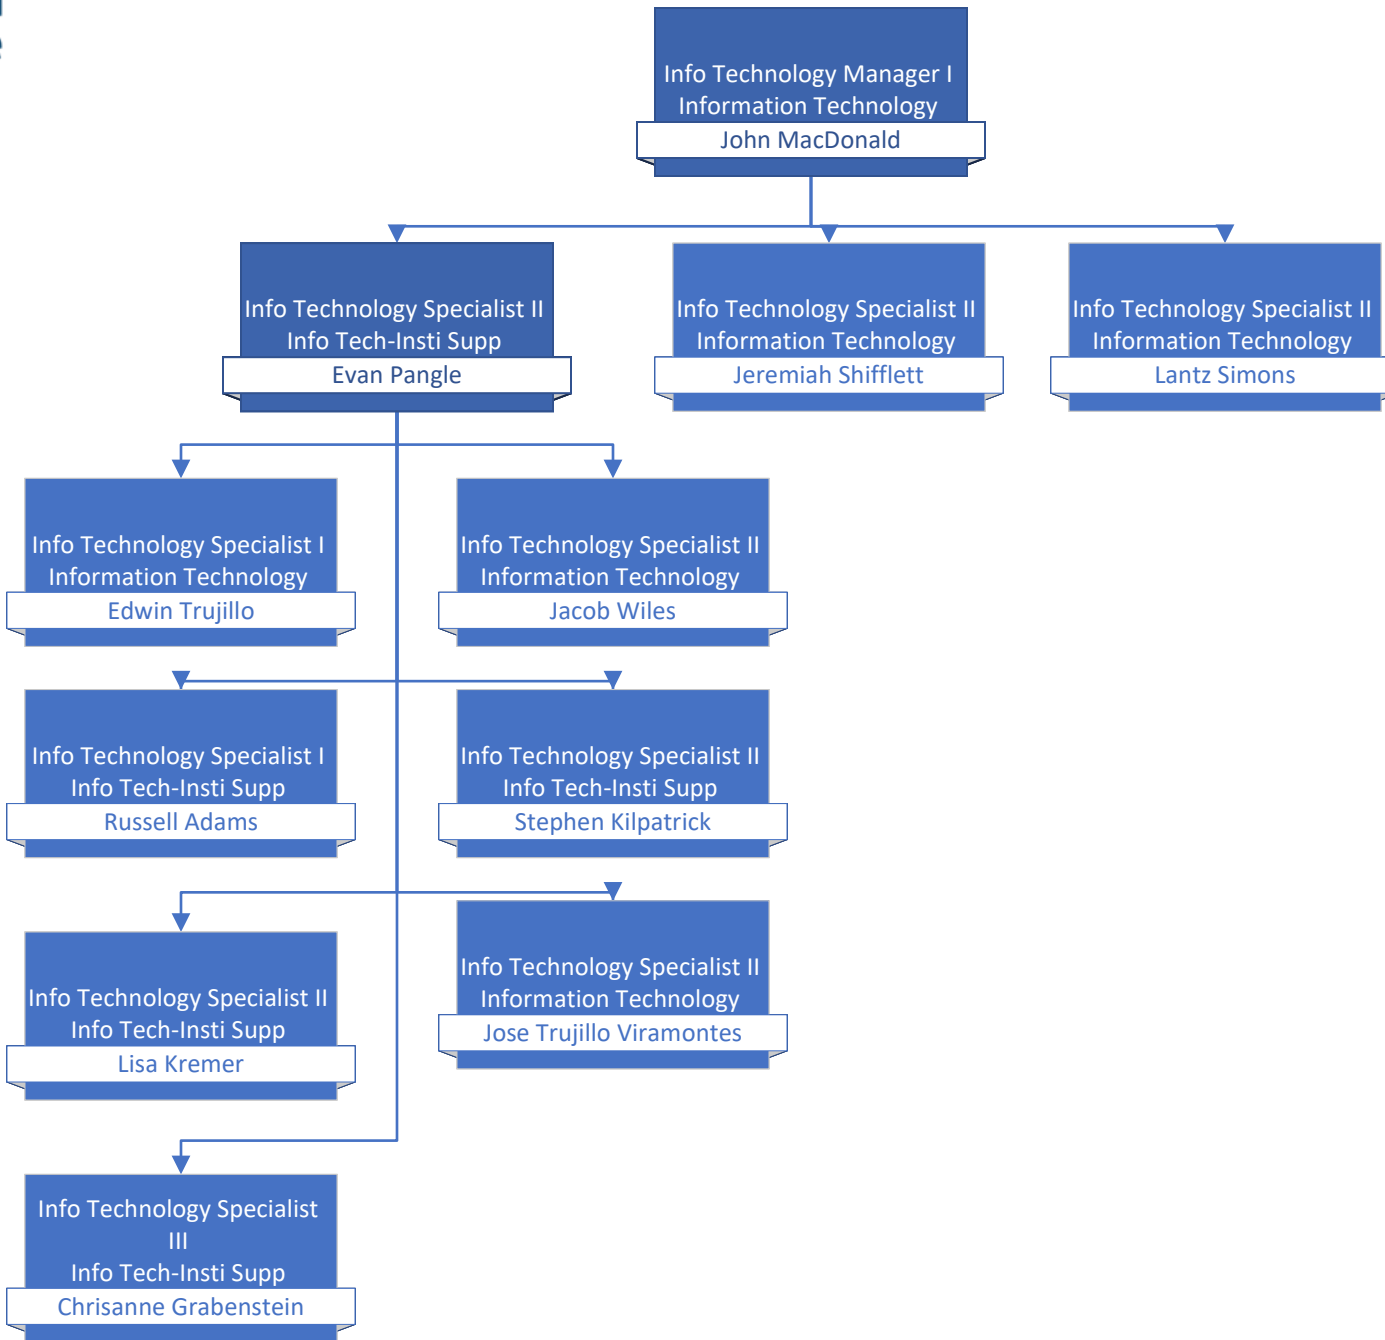 Info Technology Manager I
Information Technology
John MacDonald
Info Technology Specialist II
Info Tech-Insti Supp
Evan Pangle
Info Technology Specialist II
Information Technology
Jeremiah Shifflett
Info Technology Specialist II
Information Technology
Lantz Simons
Info Technology Specialist I
Information Technology
Edwin Trujillo
Info Technology Specialist II
Information Technology
Jacob Wiles
Info Technology Specialist I
Info Tech-Insti Supp
Russell Adams
Info Technology Specialist II
Info Tech-Insti Supp
Stephen Kilpatrick
Info Technology Specialist II
Info Tech-Insti Supp
Lisa Kremer
Info Technology Specialist II
Information Technology
Jose Trujillo Viramontes
Info Technology Specialist
III
Info Tech-Insti Supp
Chrisanne Grabenstein